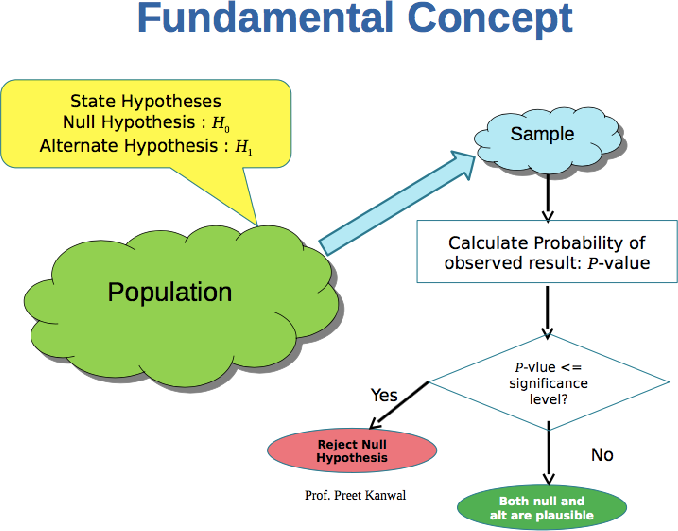 Fundamental Concept
State Hypotheses
Null Hypothesis : H₀
Alternate Hypothesis : H₁
Population
Sample
Calculate Probability of
observed result: P-value
P-vlue <=
significance
level?
Yes
Reject Null
Hypothesis
No
Both null and
alt are plausible
Prof. Preet Kanwal